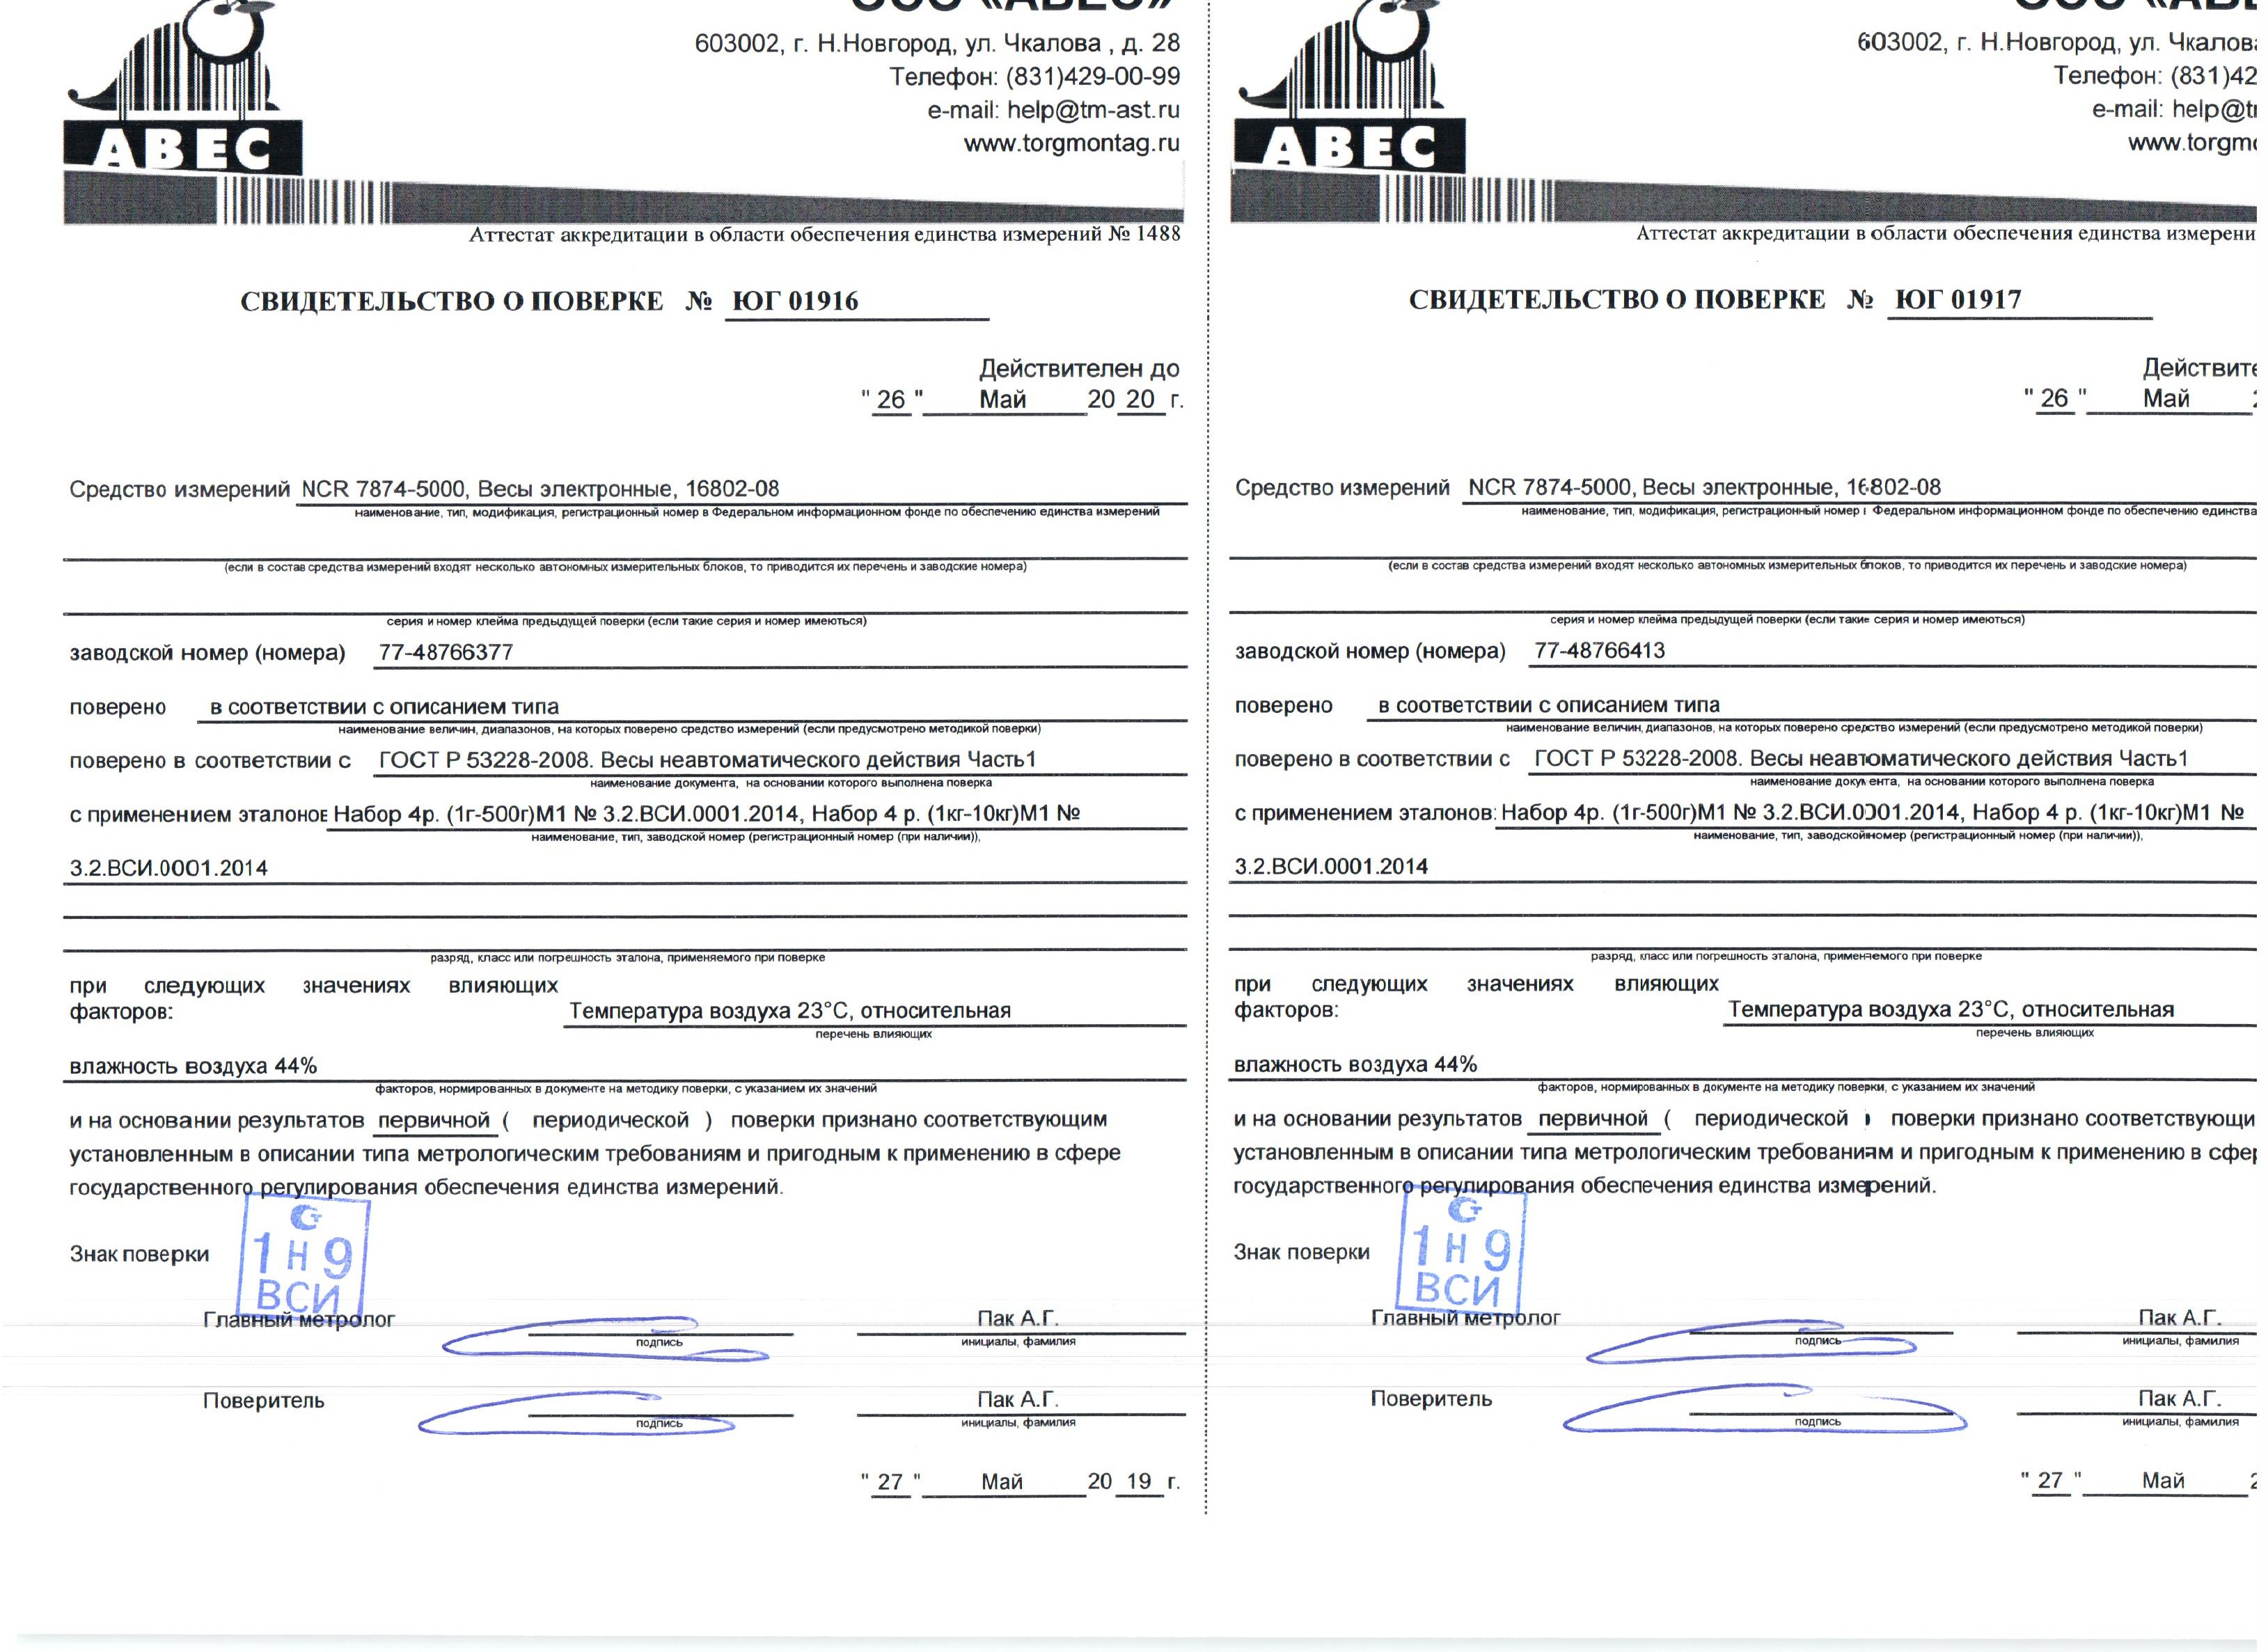 ООО «АВЕС»
603002, г. Н.Новгород, ул. Чкалова , д. 28
Телефон: (831)429-00-99
e-mail: help@tm-ast.ru
www.torgmontag.ru
АВЕС
Аттестат аккредитации в области обеспечения единства измерений № 1488
СВИДЕТЕЛЬСТВО О ПОВЕРКЕ № ЮГ 01916
Действителен до
" 26 " Май 20 20 г.
Средство измерений NCR 7874-5000, Весы электронные, 16802-08
наименование, тип, модификация, регистрационный номер в Федеральном информационном фонде по обеспечению единства измерений
(если в состав средства измерений входят несколько автономных измерительных блоков, то приводится их перечень и заводские номера)
серия и номер клейма предыдущей поверки (если такие серия и номер имеються)
заводской номер (номера) 77-48766377
поверено в соответствии с описанием типа
наименование величин, диапазонов, на которых поверено средство измерений (если предусмотрено методикой поверки)
поверено в соответствии с ГОСТ Р 53228-2008. Весы неавтоматического действия Часть1
наименование документа, на основании которого выполнена поверка
с применением эталонов Набор 4р. (1г-500г)М1 № 3.2.ВСИ.0001.2014, Набор 4 р. (1кг-10кг)М1 №
наименование, тип, заводской номер (регистрационный номер (при наличии)),
3.2.ВСИ.0001.2014
разряд, класс или погрешность эталона, применяемого при поверке
при следующих значениях влияющих
факторов: Температура воздуха 23°С, относительная
перечень влияющих
влажность воздуха 44%
факторов, нормированных в документе на методику поверки, с указанием их значений
и на основании результатов первичной ( периодической ) поверки признано соответствующим
установленным в описании типа метрологическим требованиям и пригодным к применению в сфере
государственного регулирования обеспечения единства измерений.
Знак поверки
1 Н 9
ВСИ
Главный метролог Пак А.Г.
подпись инициалы, фамилия
Поверитель Пак А.Г.
подпись инициалы, фамилия
" 27 " Май 20 19 г.
ООО «АВЕ
603002, г. Н.Новгород, ул. Чкалова
Телефон: (831)42
e-mail: help@t
www.torgm
АВЕС
Аттестат аккредитации в области обеспечения единства измерени
СВИДЕТЕЛЬСТВО О ПОВЕРКЕ № ЮГ 01917
Действите
" 26 " Май 2
Средство измерений NCR 7874-5000, Весы электронные, 16802-08
наименование, тип, модификация, регистрационный номер в Федеральном информационном фонде по обеспечению единства
(если в состав средства измерений входят несколько автономных измерительных блоков, то приводится их перечень и заводские номера)
серия и номер клейма предыдущей поверки (если такие серия и номер имеються)
заводской номер (номера) 77-48766413
поверено в соответствии с описанием типа
наименование величин, диапазонов, на которых поверено средство измерений (если предусмотрено методикой поверки)
поверено в соответствии с ГОСТ Р 53228-2008. Весы неавтоматического действия Часть1
наименование документа, на основании которого выполнена поверка
с применением эталонов: Набор 4р. (1г-500г)М1 № 3.2.ВСИ.0001.2014, Набор 4 р. (1кг-10кг)М1 №
наименование, тип, заводской номер (регистрационный номер (при наличии)),
3.2.ВСИ.0001.2014
разряд, класс или погрешность эталона, применяемого при поверке
при следующих значениях влияющих
факторов: Температура воздуха 23°С, относительная
перечень влияющих
влажность воздуха 44%
факторов, нормированных в документе на методику поверки, с указанием их значений
и на основании результатов первичной ( периодической ) поверки признано соответствующи
установленным в описании типа метрологическим требованиям и пригодным к применению в сфер
государственного регулирования обеспечения единства измерений.
Знак поверки
1 Н 9
ВСИ
Главный метролог Пак А.Г.
подпись инициалы, фамилия
Поверитель Пак А.Г.
подпись инициалы, фамилия
" 27 " Май 2